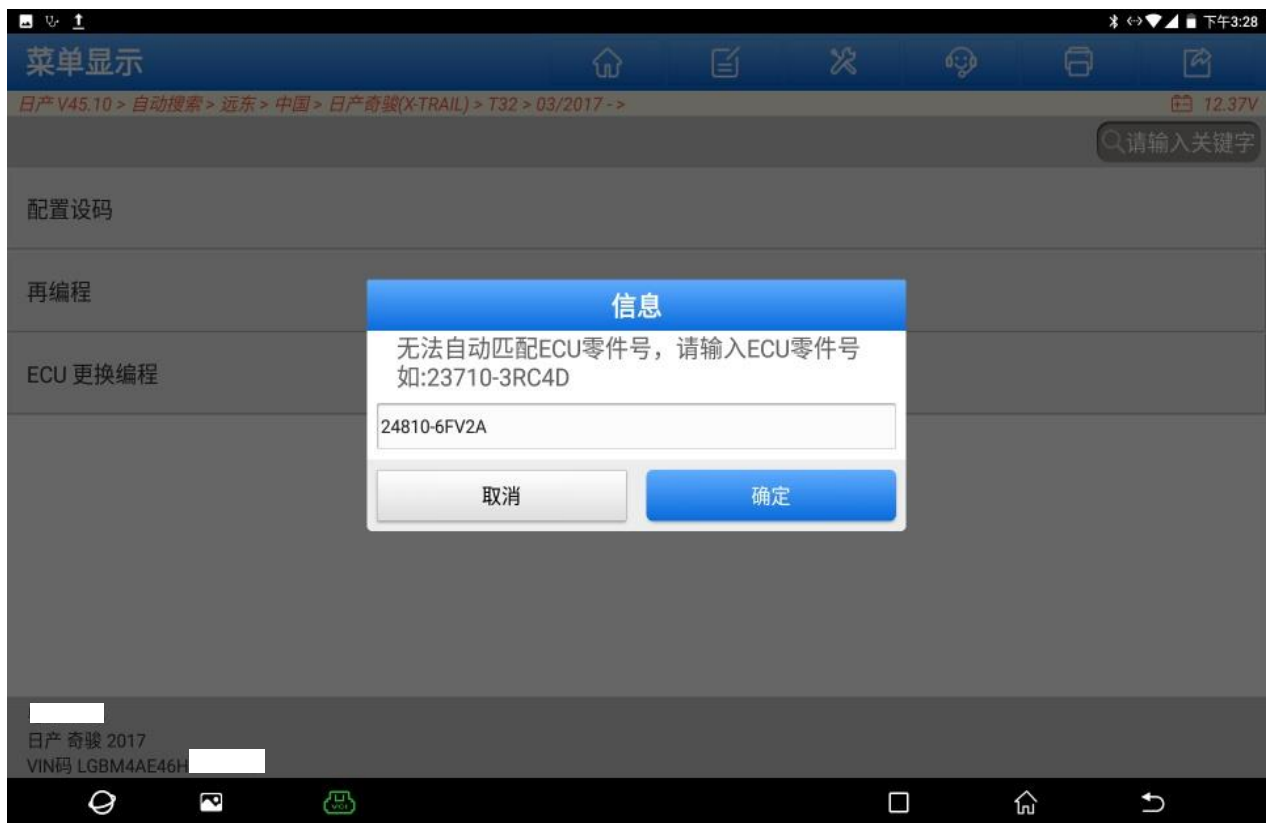 下午3:28
菜单显示
日产 V45.10 > 自动搜索 > 远东 > 中国 > 日产奇骏(X-TRAIL) > T32 > 03/2017 - >
12.37V
请输入关键字
配置设码
再编程
ECU 更换编程
信息
无法自动匹配ECU零件号，请输入ECU零件号
如:23710-3RC4D
24810-6FV2A
取消
确定
日产 奇骏 2017
VIN码 LGBM4AE46H
VCI